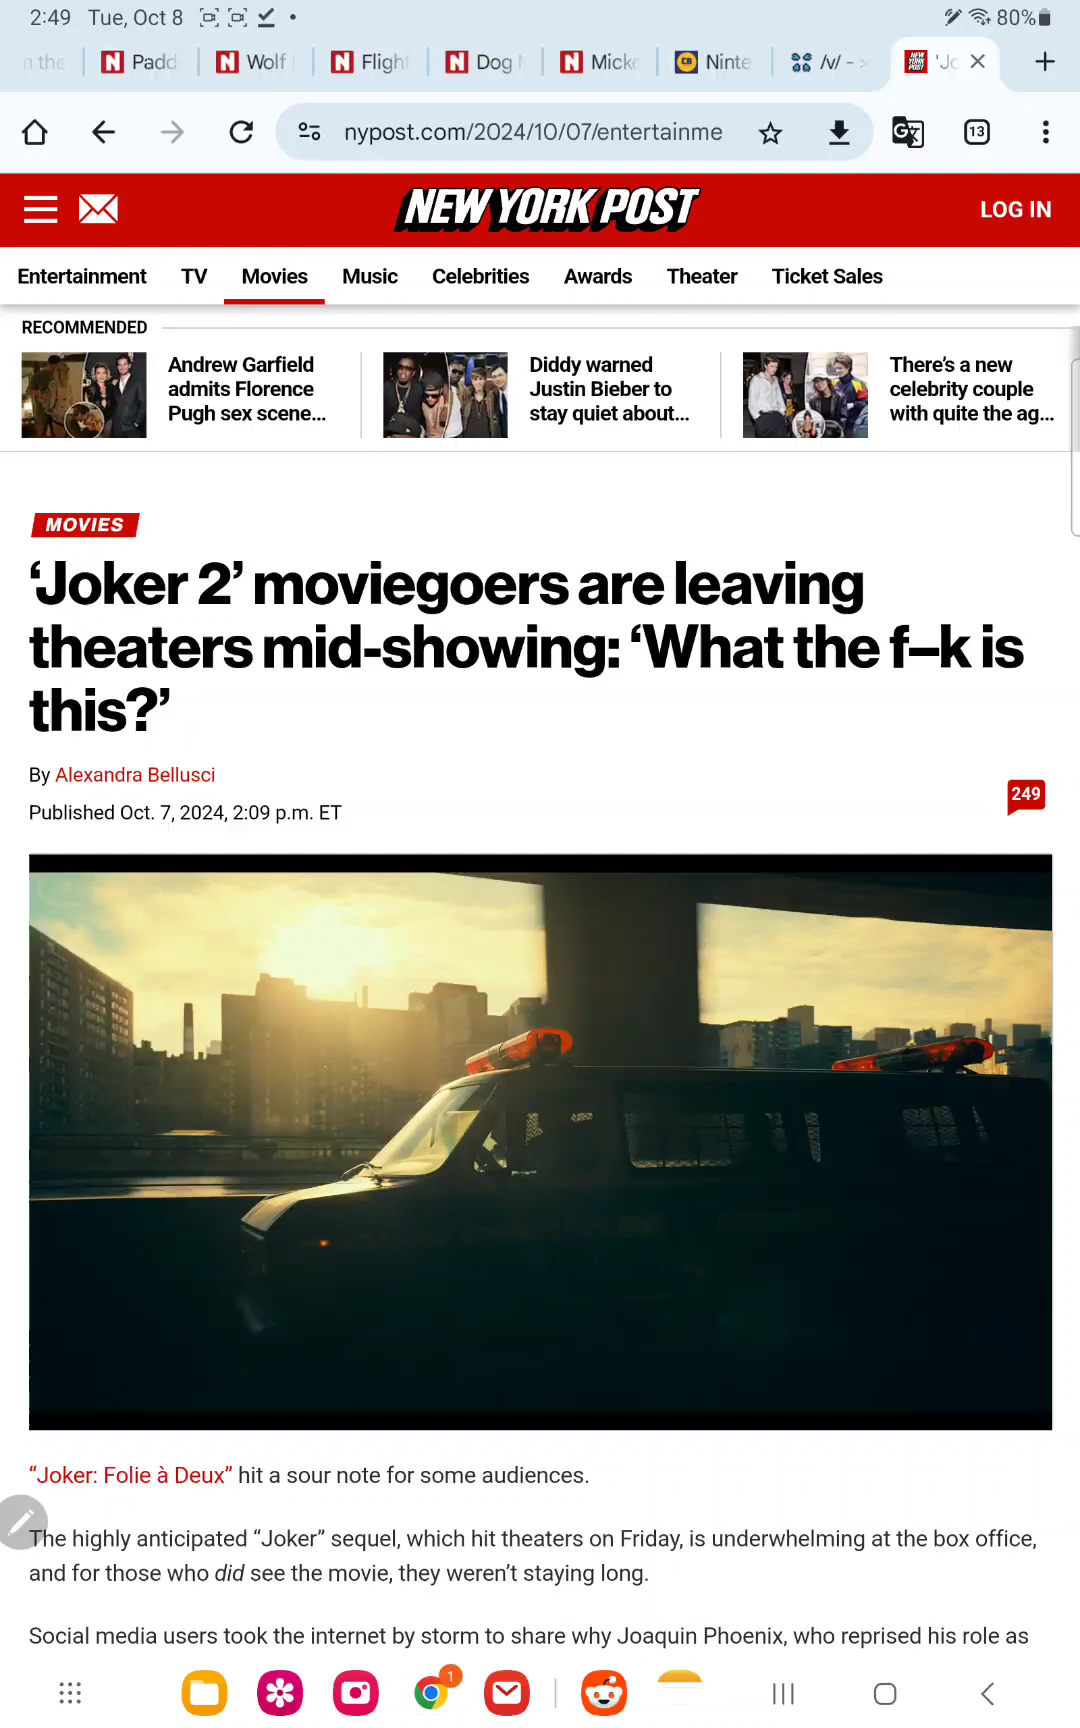 2:49 Tue, Oct 8 80%
n the Padd Wolf Fligh Dog Micke Ninte /v/ - > 'Jo
nypost.com/2024/10/07/entertainme 13
NEW YORK POST LOG IN
Entertainment TV Movies Music Celebrities Awards Theater Ticket Sales
RECOMMENDED
Andrew Garfield
admits Florence
Pugh sex scene...
Diddy warned
Justin Bieber to
stay quiet about...
There's a new
celebrity couple
with quite the ag...
MOVIES
‘Joker 2’ moviegoers are leaving
theaters mid-showing: ‘What the f–k is
this?’
By Alexandra Bellusci
Published Oct. 7, 2024, 2:09 p.m. ET
249
“Joker: Folie à Deux” hit a sour note for some audiences.
The highly anticipated “Joker” sequel, which hit theaters on Friday, is underwhelming at the box office,
and for those who did see the movie, they weren’t staying long.
Social media users took the internet by storm to share why Joaquin Phoenix, who reprised his role as
1